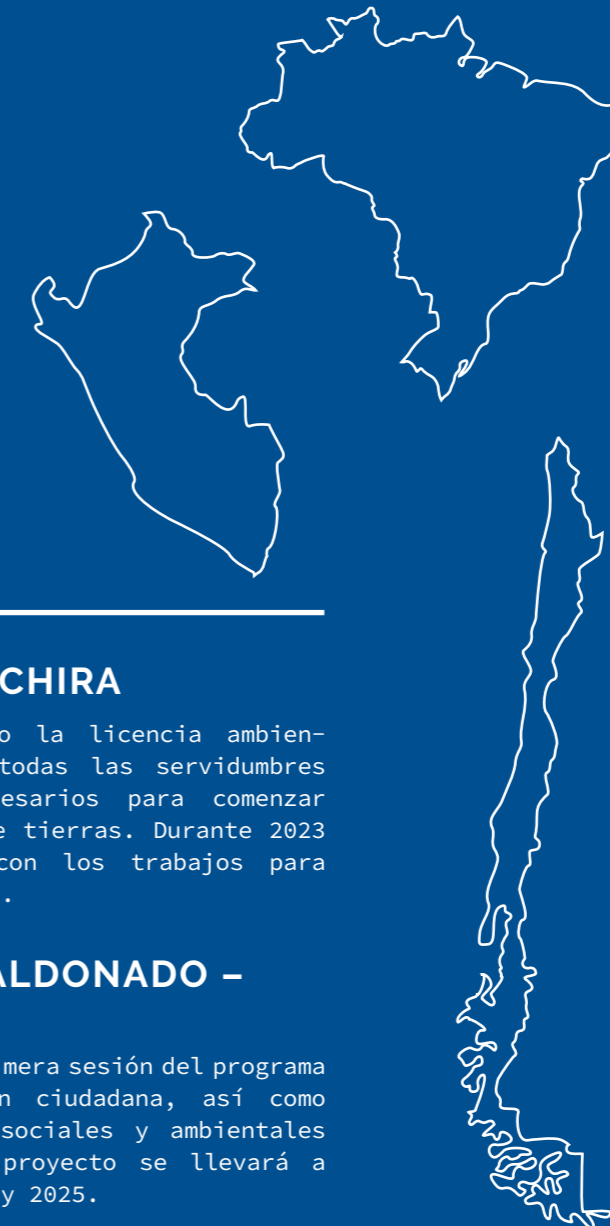 CHIRA
o la licencia ambien-
todas las servidumbres
esarios para comenzar
e tierras. Durante 2023
con los trabajos para
.
ALDONADO –
mera sesión del programa
n ciudadana, así como
sociales y ambientales
proyecto se llevará a
y 2025.